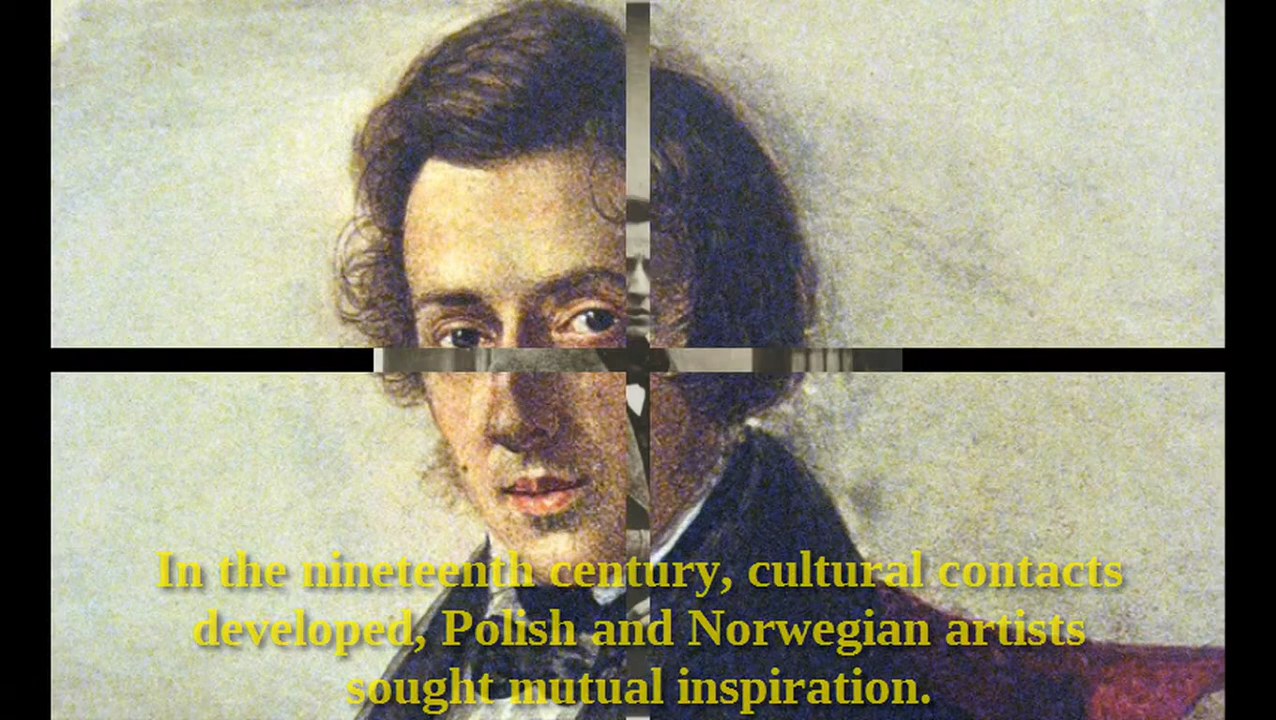 In the nineteenth century, cultural contacts
developed, Polish and Norwegian artists
sought mutual inspiration.